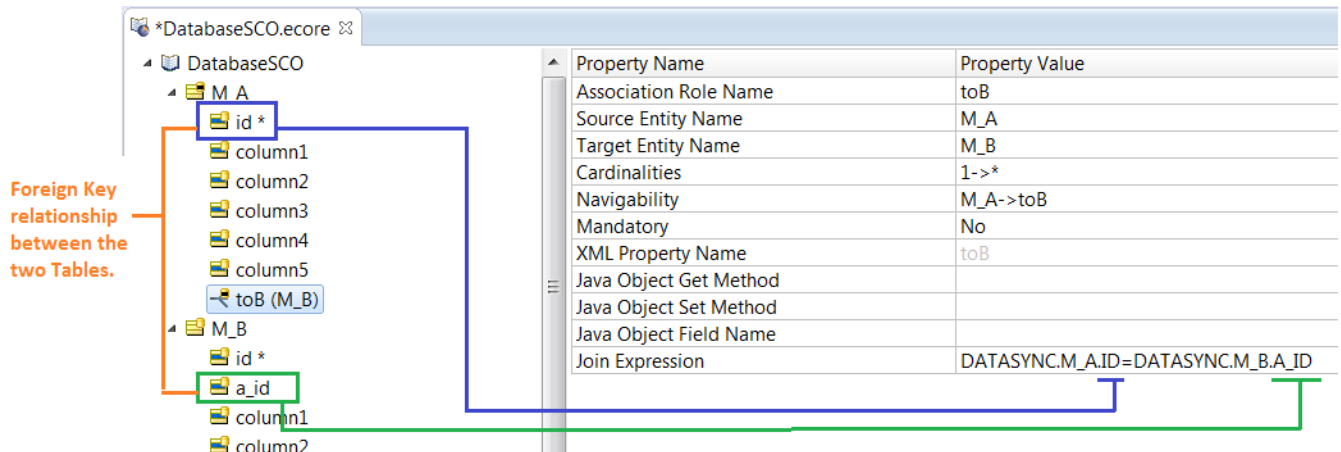 *DatabaseSCO.ecore
DatabaseSCO
M_A
id *
column1
column2
column3
column4
column5
toB (M_B)
M_B
id *
a_id
column1
column2
Foreign Key
relationship
between the
two Tables.
Property Name Property Value
Association Role Name toB
Source Entity Name M_A
Target Entity Name M_B
Cardinalities 1->*
Navigability M_A->toB
Mandatory No
XML Property Name toB
Java Object Get Method
Java Object Set Method
Java Object Field Name
Join Expression DATASYNC.M_A.ID=DATASYNC.M_B.A_ID